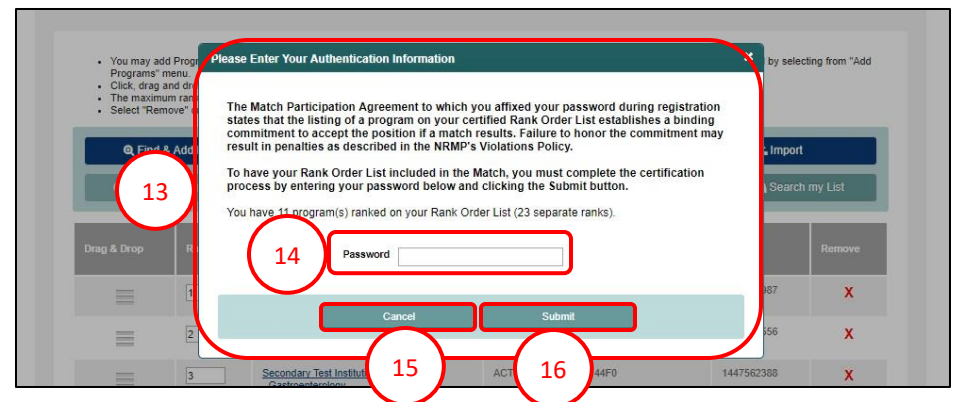 You may add Progr
by selecting from "Add
Programs" menu.
Click, drag and dr
The maximum ran
Select "Remove"
Please Enter Your Authentication Information
The Match Participation Agreement to which you affixed your password during registration
states that the listing of a program on your certified Rank Order List establishes a binding
commitment to accept the position if a match results. Failure to honor the commitment may
result in penalties as described in the NRMP's Violations Policy.
To have your Rank Order List included in the Match, you must complete the certification
process by entering your password below and clicking the Submit button.
You have 11 program(s) ranked on your Rank Order List (23 separate ranks).
Find & Add
Import
13
Search my List
14
Password
Drag & Drop
R
Remove
Cancel
Submit
1
987
X
2
556
X
15
16
3
Secondary Test Institut
ACT
44F0
1447562388
X
Gastroenterology